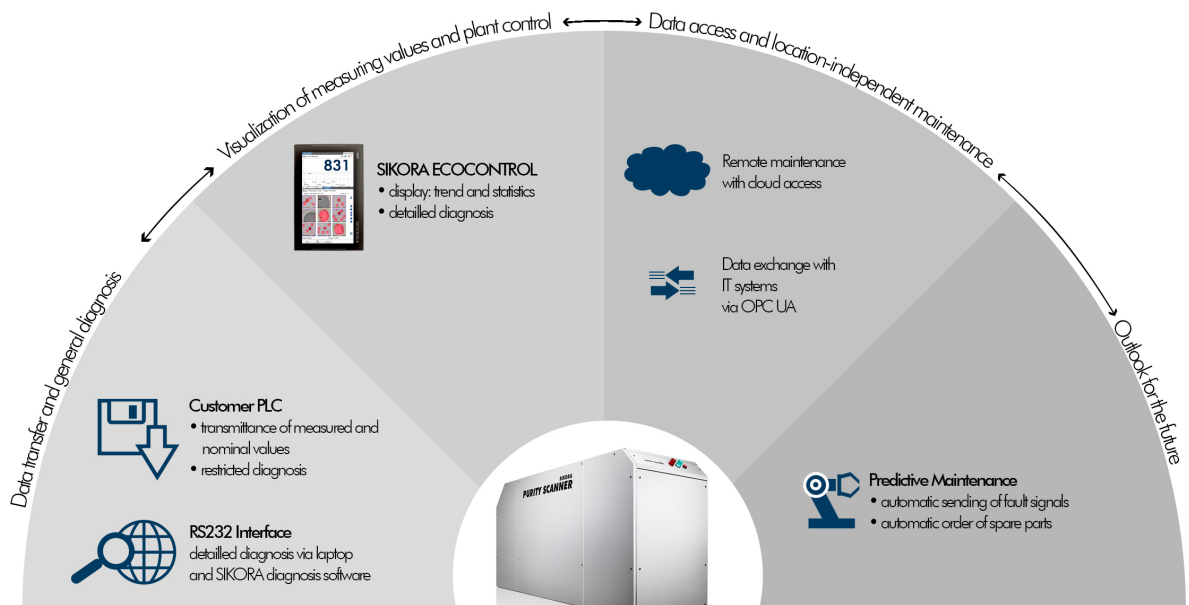 Visualization of measuring values and plant control
Data access and location-independent maintenance
831
SIKORA ECOCONTROL
• display: trend and statistics
• detailled diagnosis
Remote maintenance
with cloud access
Data exchange with
IT systems
via OPC UA
Data transfer and general diagnosis
Outlook for the future
Customer PLC
• transmittance of measured and
nominal values
• restricted diagnosis
RS232 Interface
detailled diagnosis via laptop
and SIKORA diagnosis software
SIKORA
PURITY SCANNER
Predictive Maintenance
• automatic sending of fault signals
• automatic order of spare parts